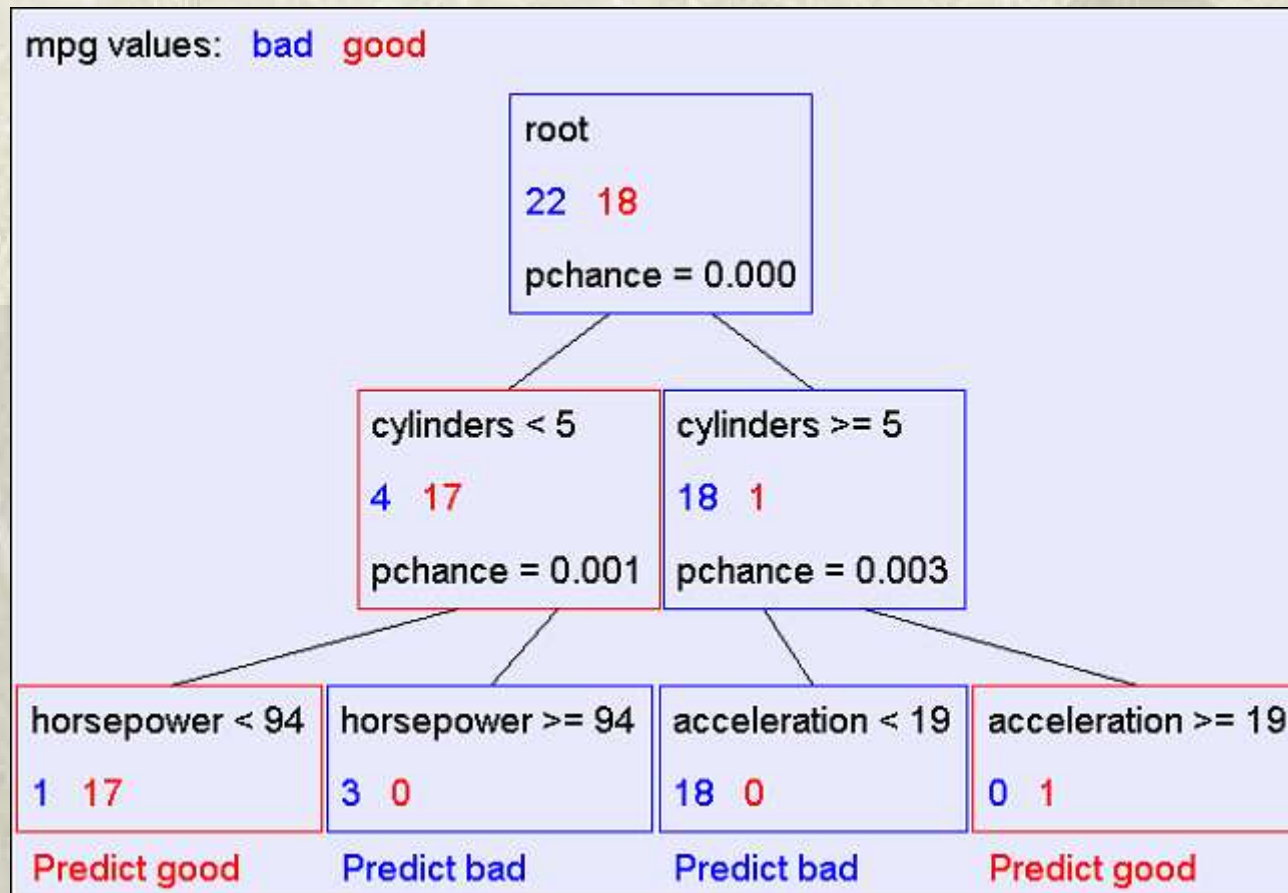 mpg values: bad good
root
22 18
pchance = 0.000
cylinders < 5
4 17
pchance = 0.001
cylinders >= 5
18 1
pchance = 0.003
horsepower < 94
1 17
Predict good
horsepower >= 94
3 0
Predict bad
acceleration < 19
18 0
Predict bad
acceleration >= 19
0 1
Predict good